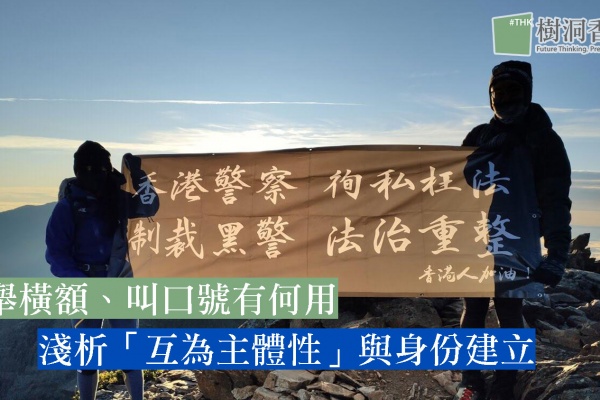 #THK
樹洞香
Future Thinking, Pre
香港警察 徇私枉法
制裁黑警 法治重整
香港人加油！
舉橫額、叫口號有何用
淺析「互為主體性」與身份建立